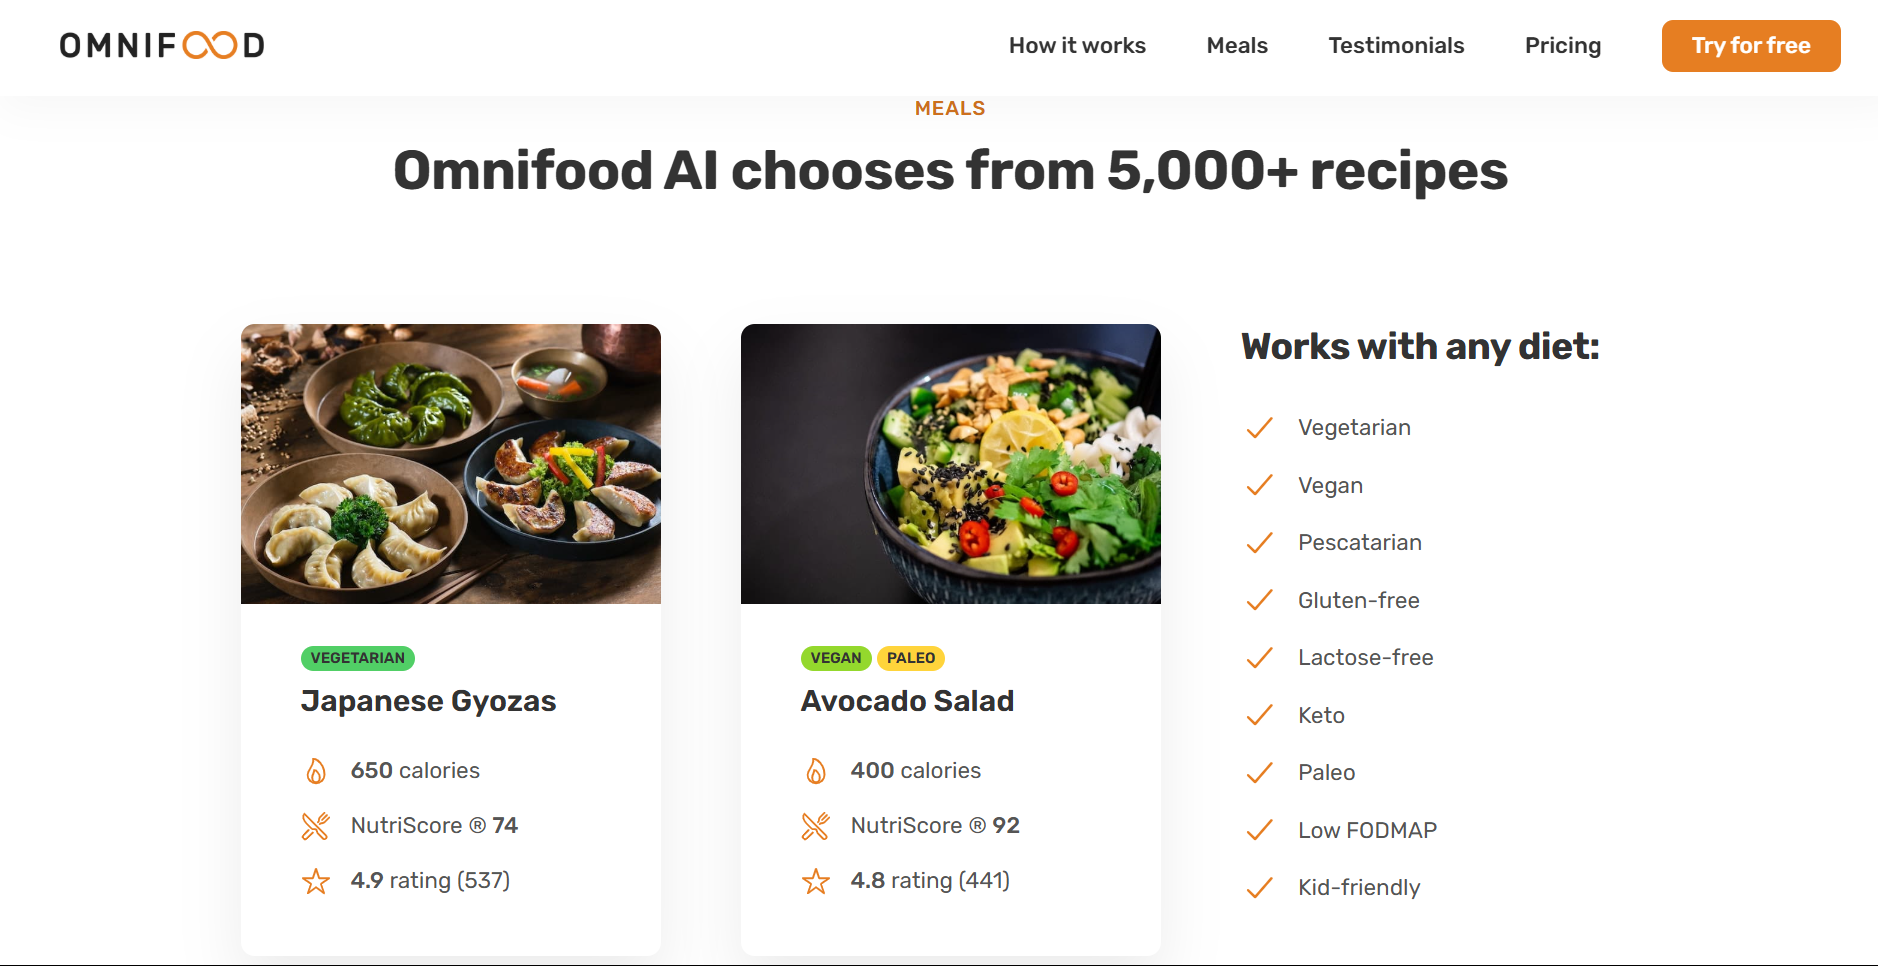 OMNIFOOD
How it works
Meals
Testimonials
Pricing
Try for free
MEALS
Omnifood AI chooses from 5,000+ recipes
VEGETARIAN
Japanese Gyozas
650 calories
NutriScore ® 74
4.9 rating (537)
VEGAN
PALEO
Avocado Salad
400 calories
NutriScore ® 92
4.8 rating (441)
Works with any diet:
Vegetarian
Vegan
Pescatarian
Gluten-free
Lactose-free
Keto
Paleo
Low FODMAP
Kid-friendly